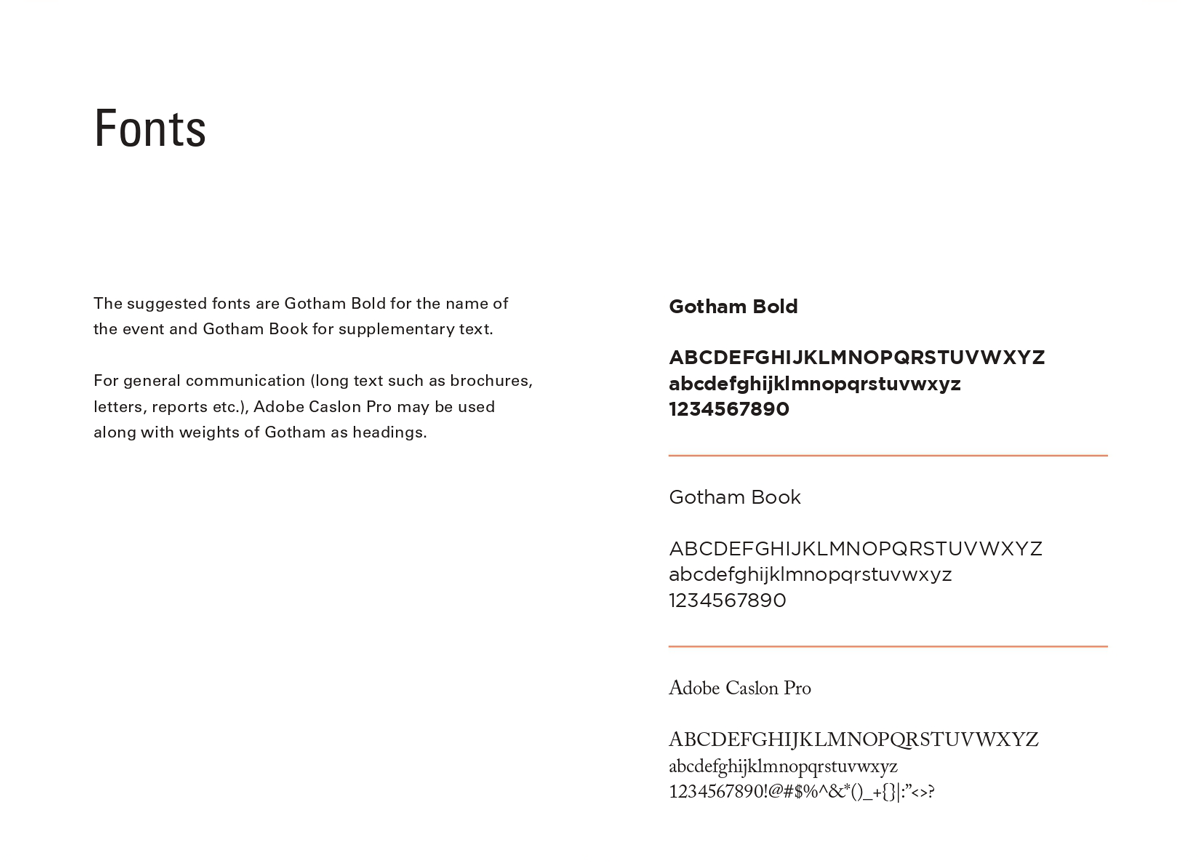 Fonts
The suggested fonts are Gotham Bold for the name of
the event and Gotham Book for supplementary text.
For general communication (long text such as brochures,
letters, reports etc.), Adobe Caslon Pro may be used
along with weights of Gotham as headings.
Gotham Bold
ABCDEFGHIJKLMNOPQRSTUVWXYZ
abcdefghijklmnopqrstuvwxyz
1234567890
Gotham Book
ABCDEFGHIJKLMNOPQRSTUVWXYZ
abcdefghijklmnopqrstuvwxyz
1234567890
Adobe Caslon Pro
ABCDEFGHIJKLMNOPQRSTUVWXYZ
abcdefghijklmnopqrstuvwxyz
1234567890!@#$%^&*()_+{}|:”<>?